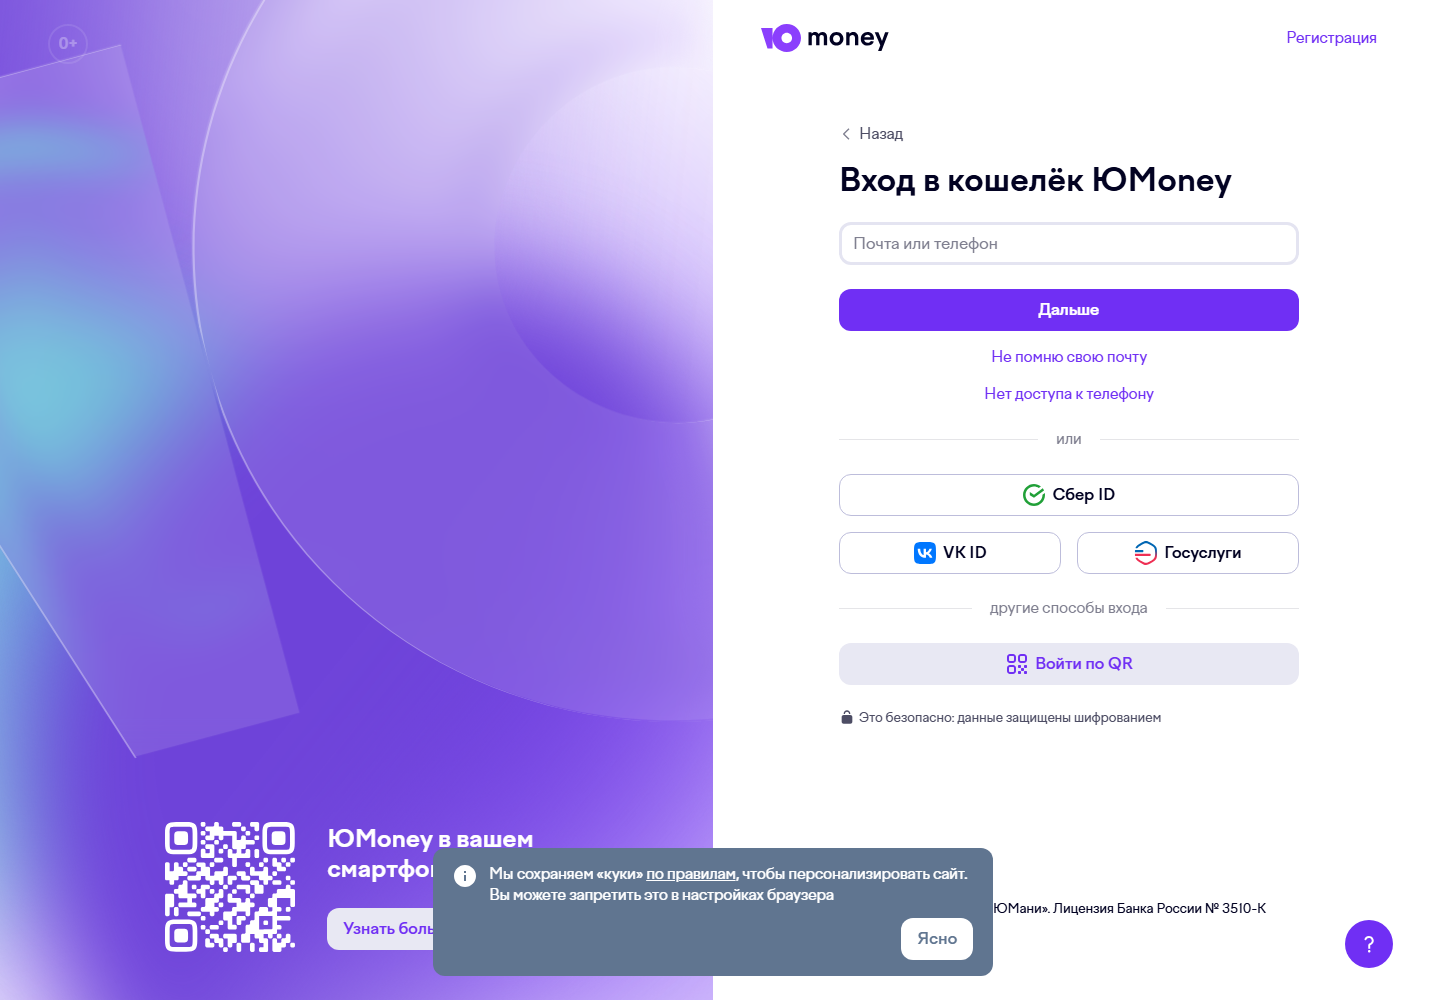 0+
money
Регистрация
Назад
Вход в кошелёк ЮMoney
Почта или телефон
Дальше
Не помню свою почту
Нет доступа к телефону
или
Сбер ID
VK ID
Госуслуги
другие способы входа
Войти по QR
Это безопасно: данные защищены шифрованием
ЮMoney в вашем
Узнать
Мы сохраняем «куки» по правилам, чтобы персонализировать сайт.
Вы можете запретить это в настройках браузера
Ясно
ЮМани». Лицензия Банка России № 3510-К
?